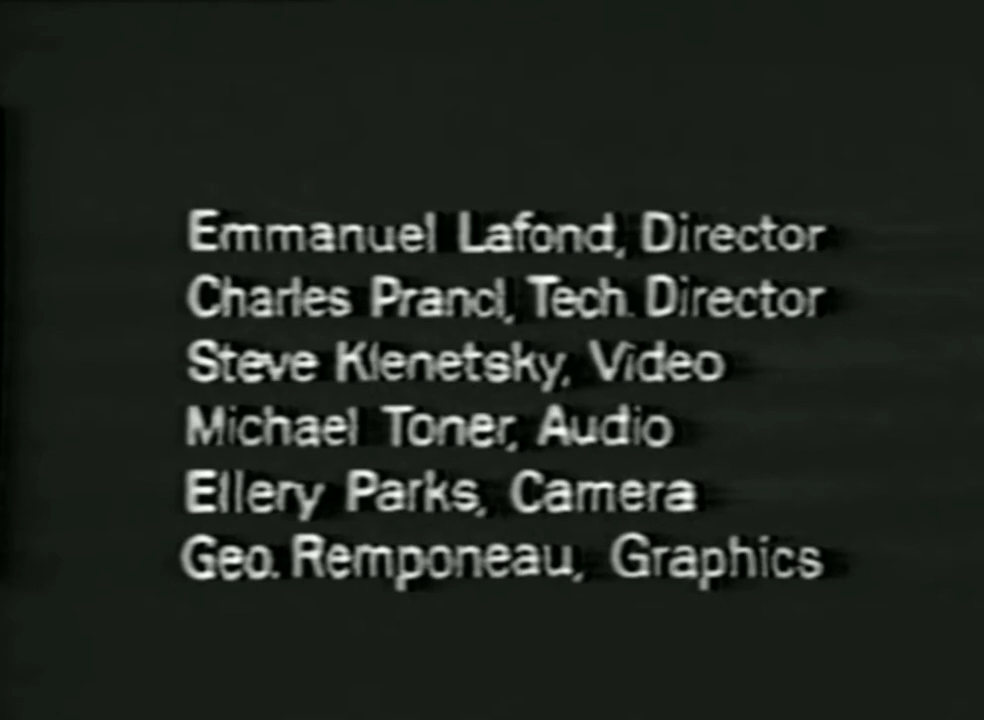 Emmanuel Lafond, Director
Charles Prancl, Tech. Director
Steve Klenetsky, Video
Michael Toner, Audio
Ellery Parks, Camera
Geo. Remponeau, Graphics